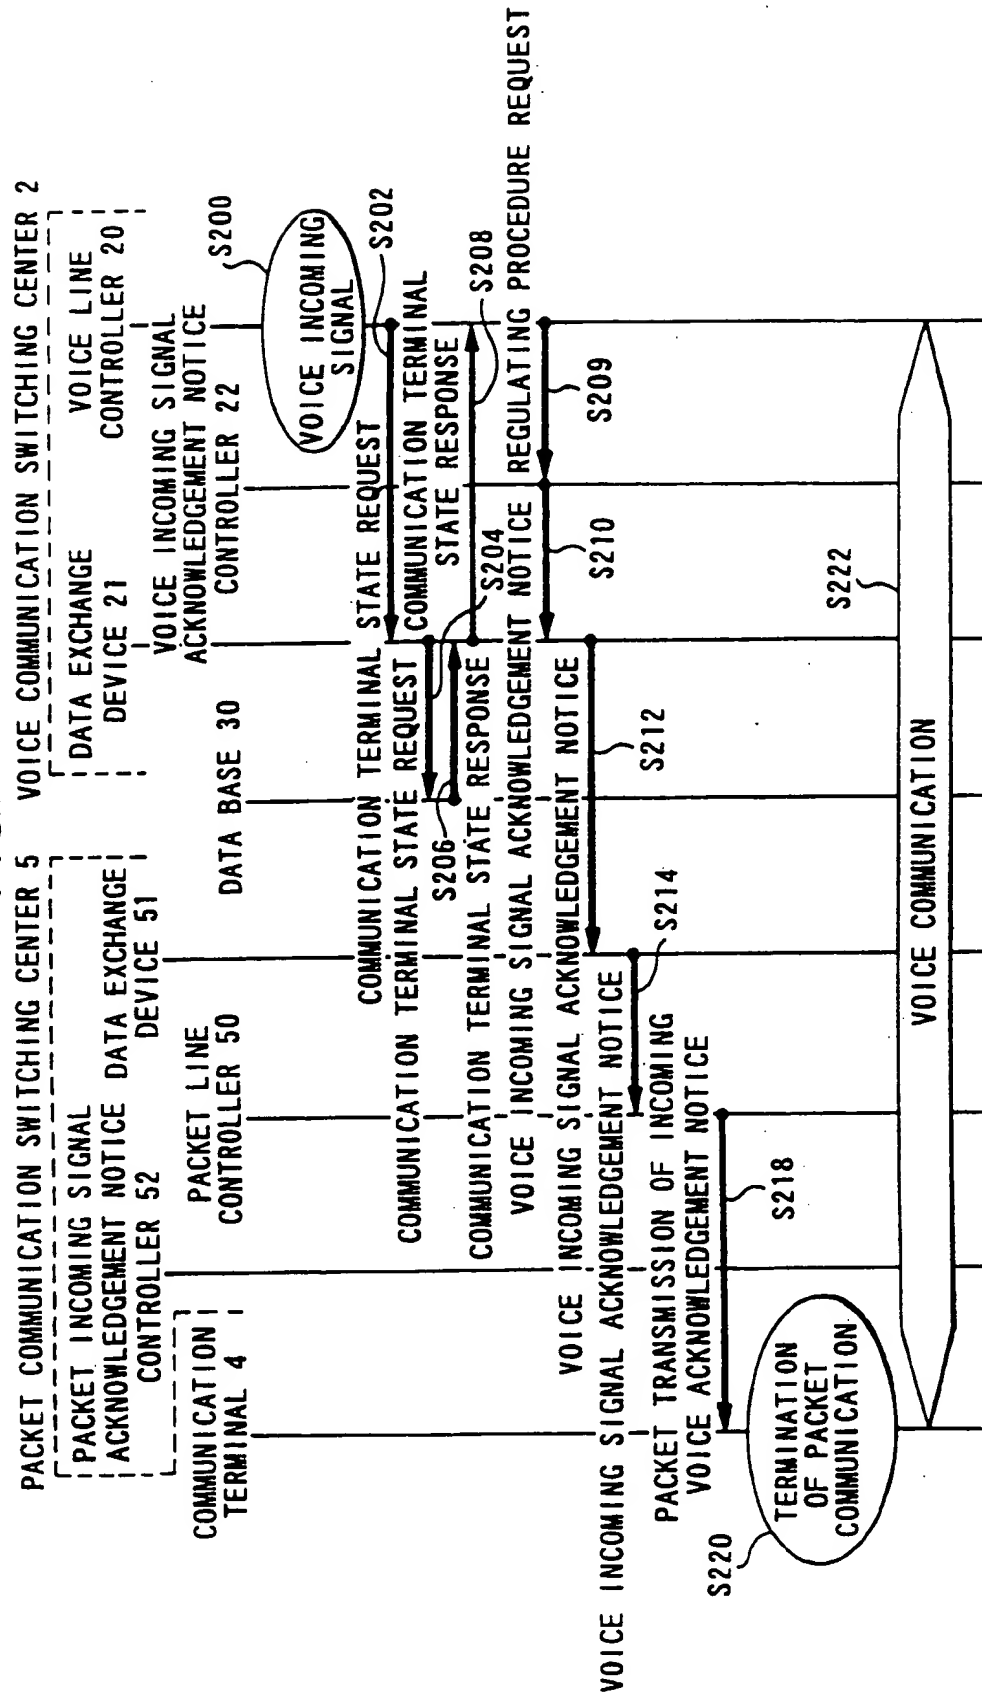 PACKET COMMUNICATION SWITCHING CENTER 5
VOICE COMMUNICATION SWITCHING CENTER 2
PACKET INCOMING SIGNAL
ACKNOWLEDGEMENT NOTICE
CONTROLLER 52
DATA EXCHANGE
DEVICE 51
DATA EXCHANGE
DEVICE 21
VOICE LINE
CONTROLLER 20
COMMUNICATION
TERMINAL 4
PACKET LINE
CONTROLLER 50
DATA BASE 30
VOICE INCOMING SIGNAL
ACKNOWLEDGEMENT NOTICE
CONTROLLER 22
S200
VOICE INCOMING
SIGNAL
COMMUNICATION TERMINAL STATE REQUEST
S202
COMMUNICATION TERMINAL STATE REQUEST
S204
COMMUNICATION TERMINAL
STATE RESPONSE
S206
COMMUNICATION TERMINAL STATE RESPONSE
S208
VOICE INCOMING SIGNAL ACKNOWLEDGEMENT NOTICE REGULATING PROCEDURE REQUEST
S209
S210
VOICE INCOMING SIGNAL ACKNOWLEDGEMENT NOTICE
S212
VOICE INCOMING SIGNAL ACKNOWLEDGEMENT NOTICE
S214
PACKET TRANSMISSION OF INCOMING
VOICE ACKNOWLEDGEMENT NOTICE
S218
TERMINATION
OF PACKET
COMMUNICATION
S220
VOICE COMMUNICATION
S222